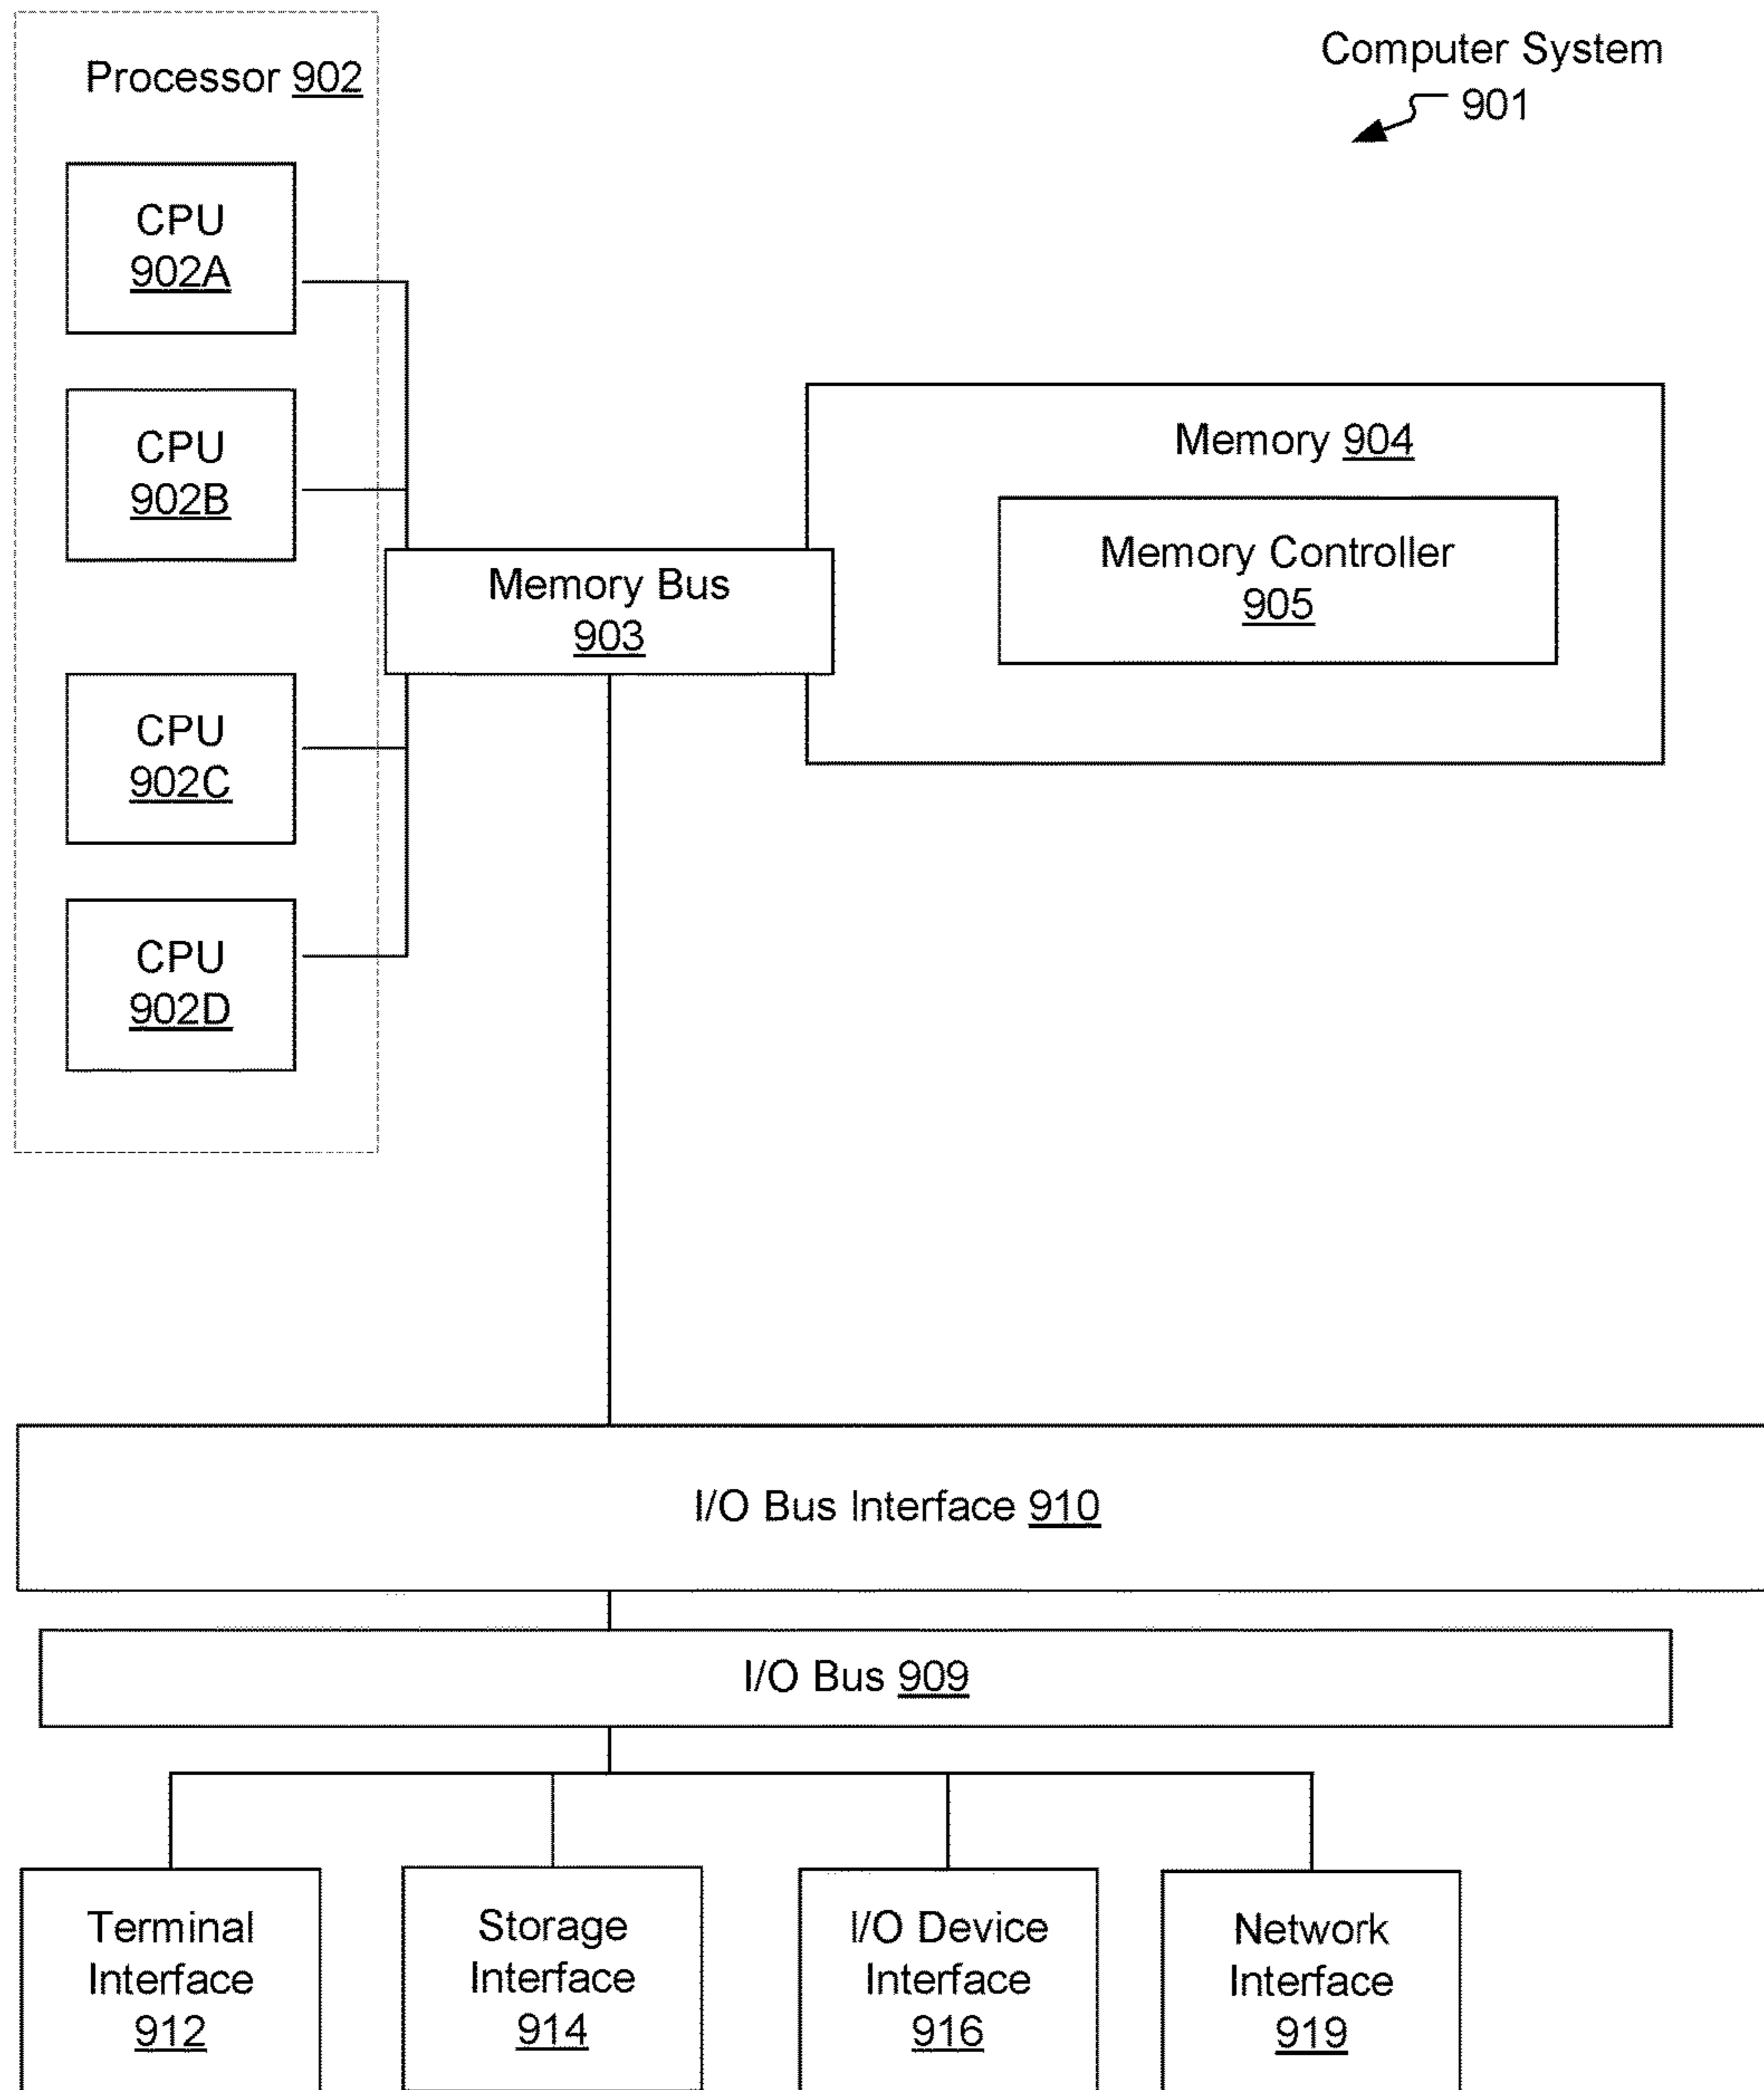 Processor 902
Computer System
901
CPU
902A
CPU
902B
Memory 904
Memory Controller
905
Memory Bus
903
CPU
902C
CPU
902D
I/O Bus Interface 910
I/O Bus 909
Terminal
Interface
912
Storage
Interface
914
I/O Device
Interface
916
Network
Interface
919